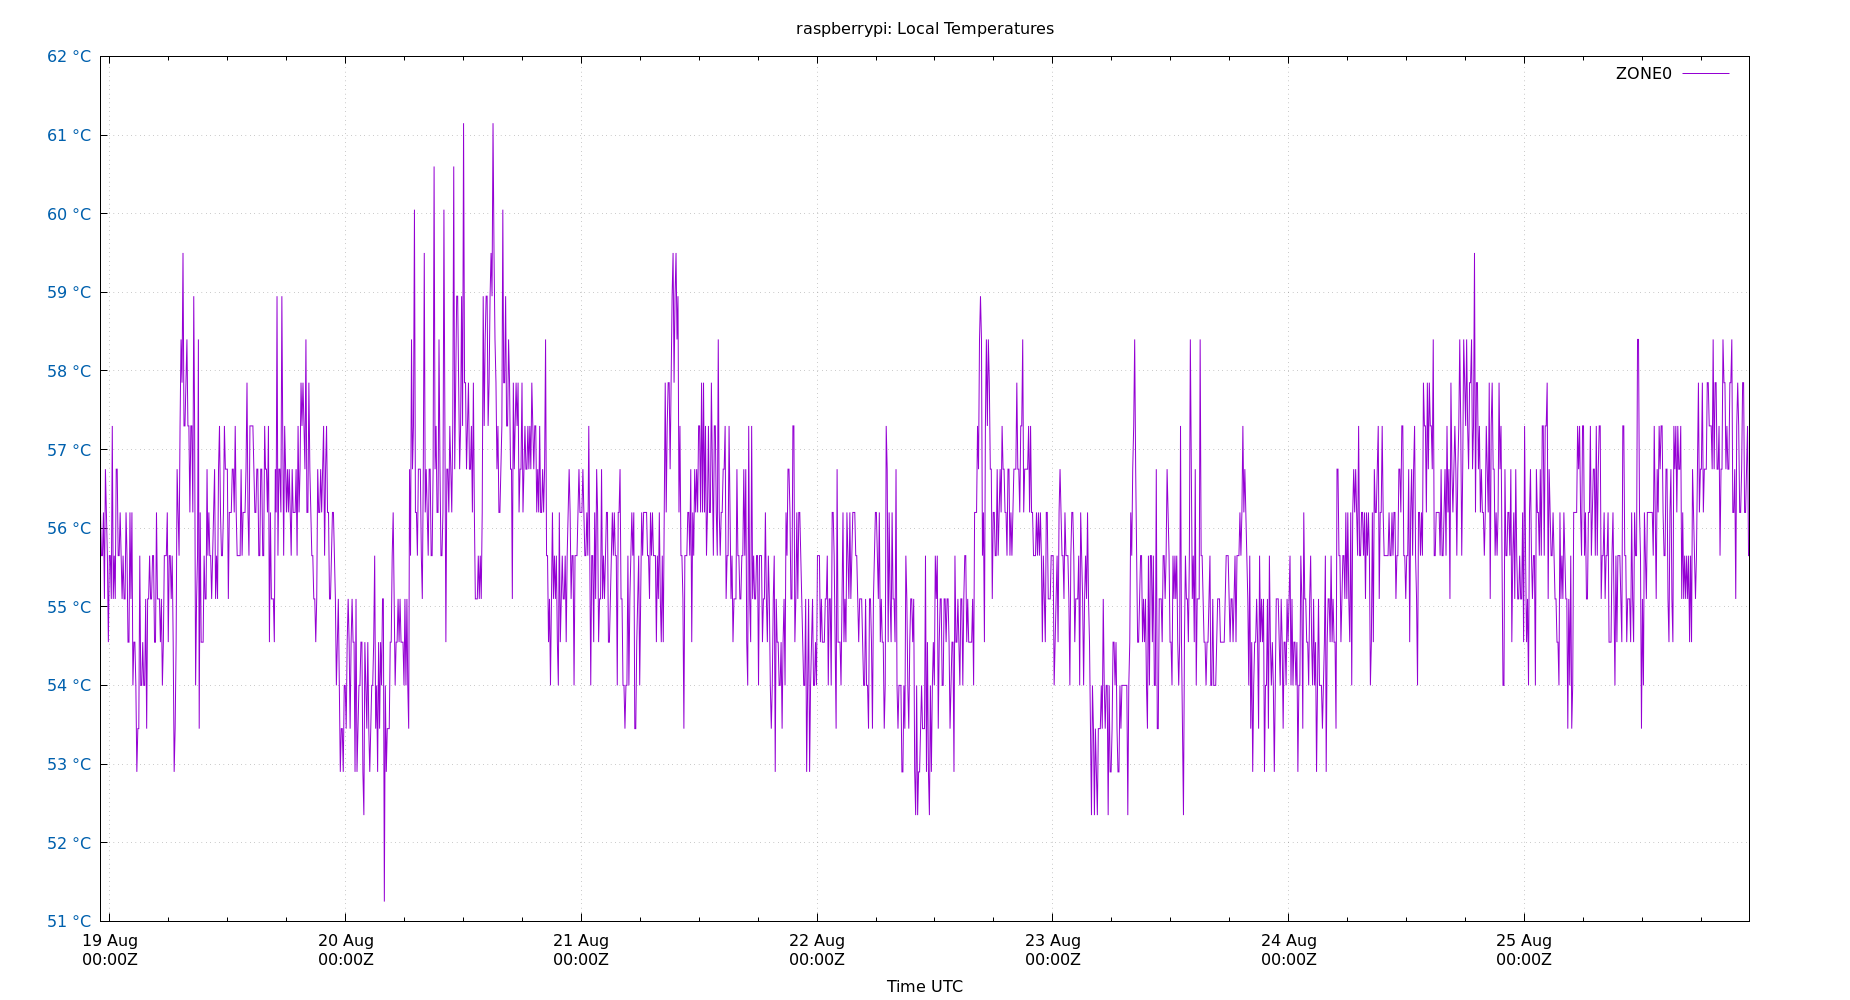 raspberrypi: Local Temperatures
62 °C
ZONE0
61 °C
60 °C
59 °C
58 °C
57 °C
56 °C
55 °C
54 °C
53 °C
52 °C
51 °C
19 Aug 20 Aug 21 Aug 22 Aug 23 Aug 24 Aug 25 Aug
00:00Z 00:00Z 00:00Z 00:00Z 00:00Z 00:00Z 00:00Z
Time UTC